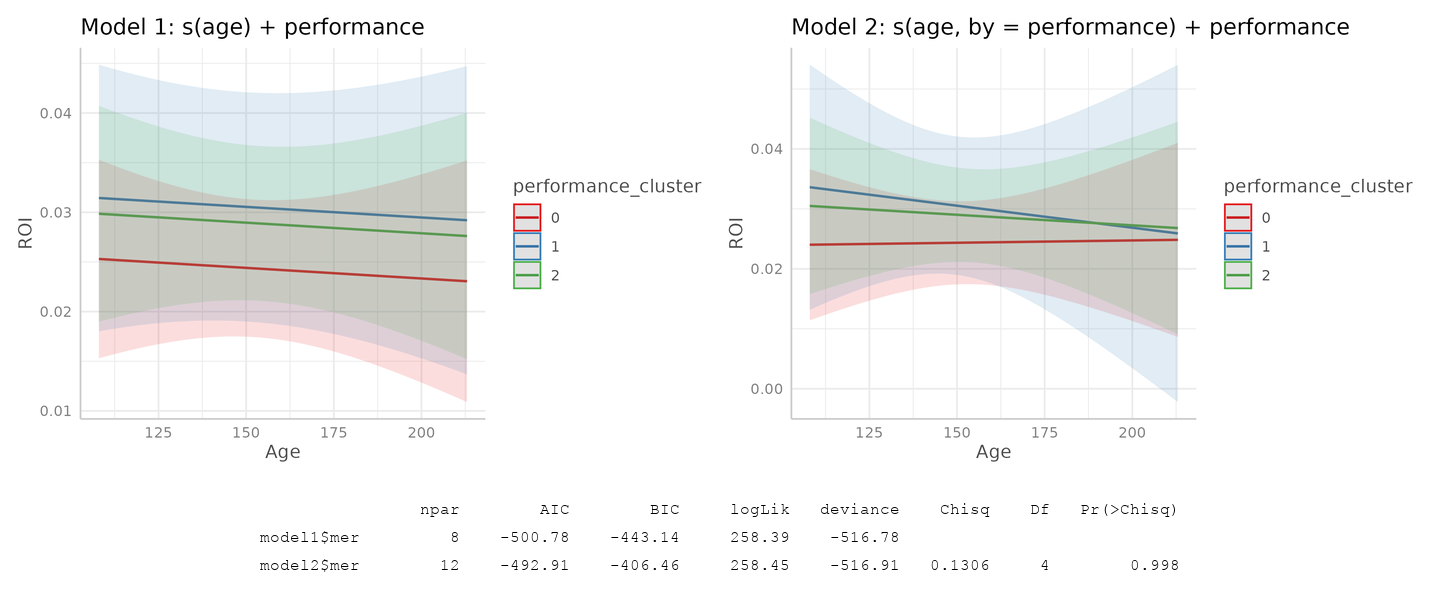 Model 1: s(age) + performance
0.04
0.03
0.02
0.01
ROI
125 150 175 200
Age
performance_cluster
0
1
2
Model 2: s(age, by = performance) + performance
0.04
0.02
0.00
ROI
125 150 175 200
Age
performance_cluster
0
1
2
npar AIC BIC logLik deviance Chisq Df Pr(>Chisq)
model1$mer 8 -500.78 -443.14 258.39 -516.78
model2$mer 12 -492.91 -406.46 258.45 -516.91 0.1306 4 0.998